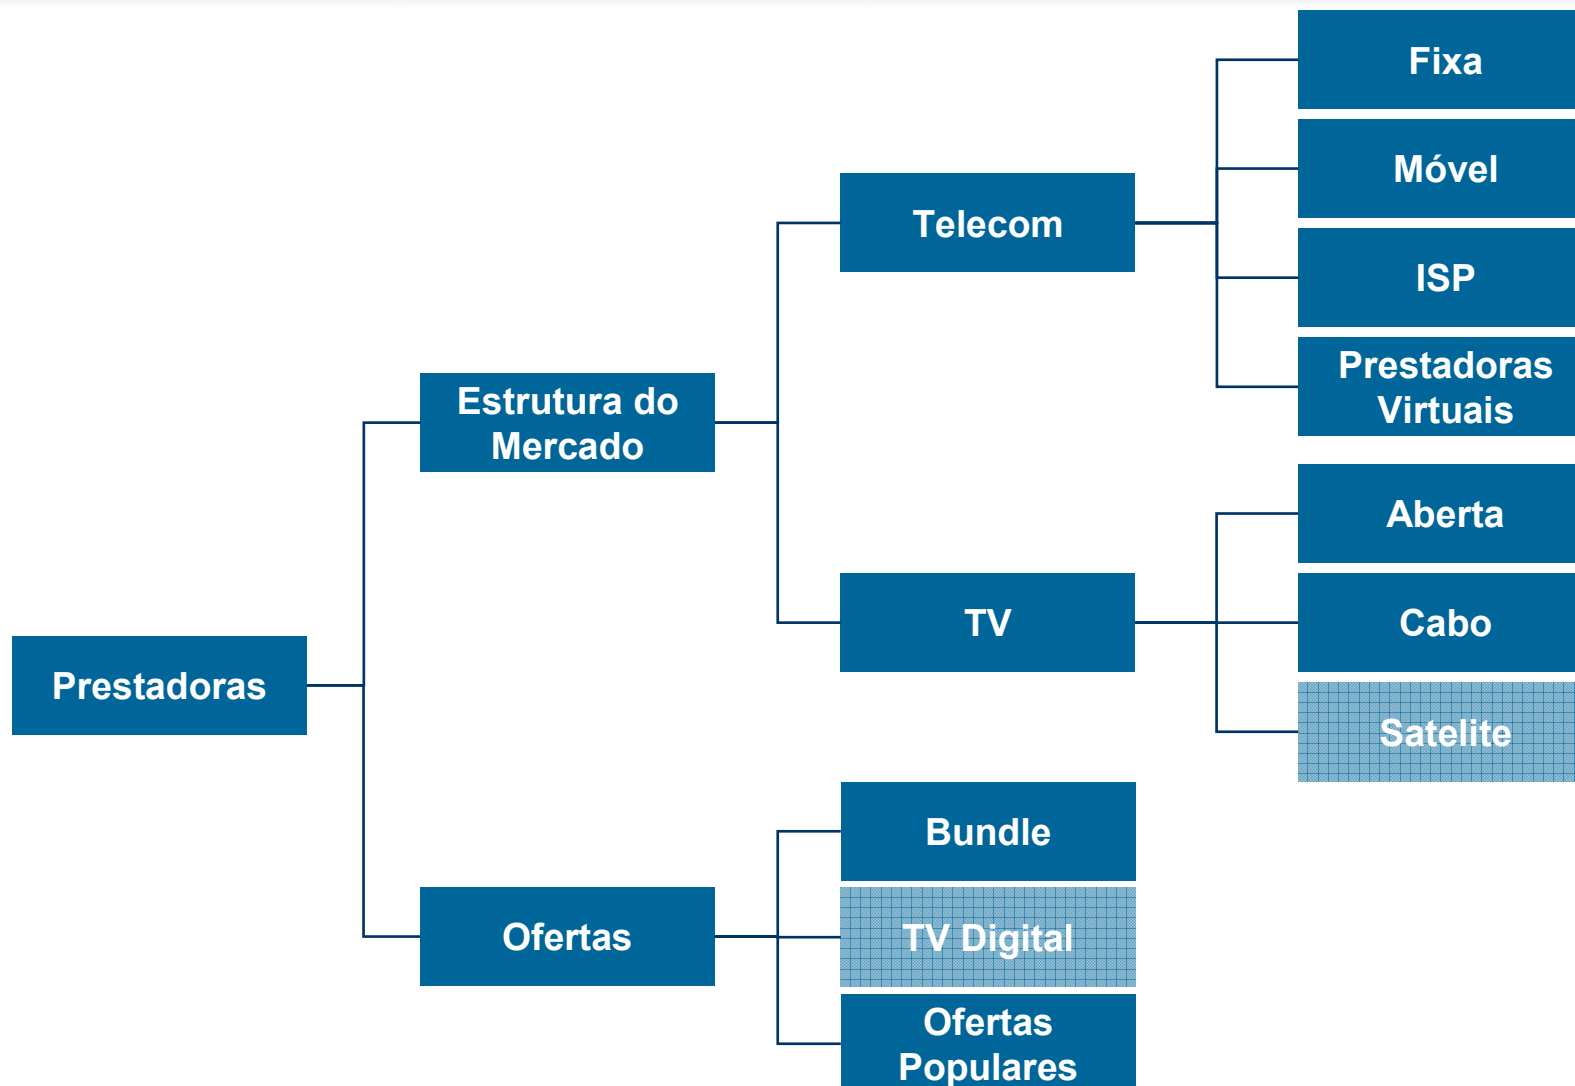 Fixa
Móvel
Telecom
ISP
Prestadoras
Virtuais
Estrutura do
Mercado
Aberta
TV
Cabo
Prestadoras
Satelite
Bundle
Ofertas
TV Digital
Ofertas
Populares